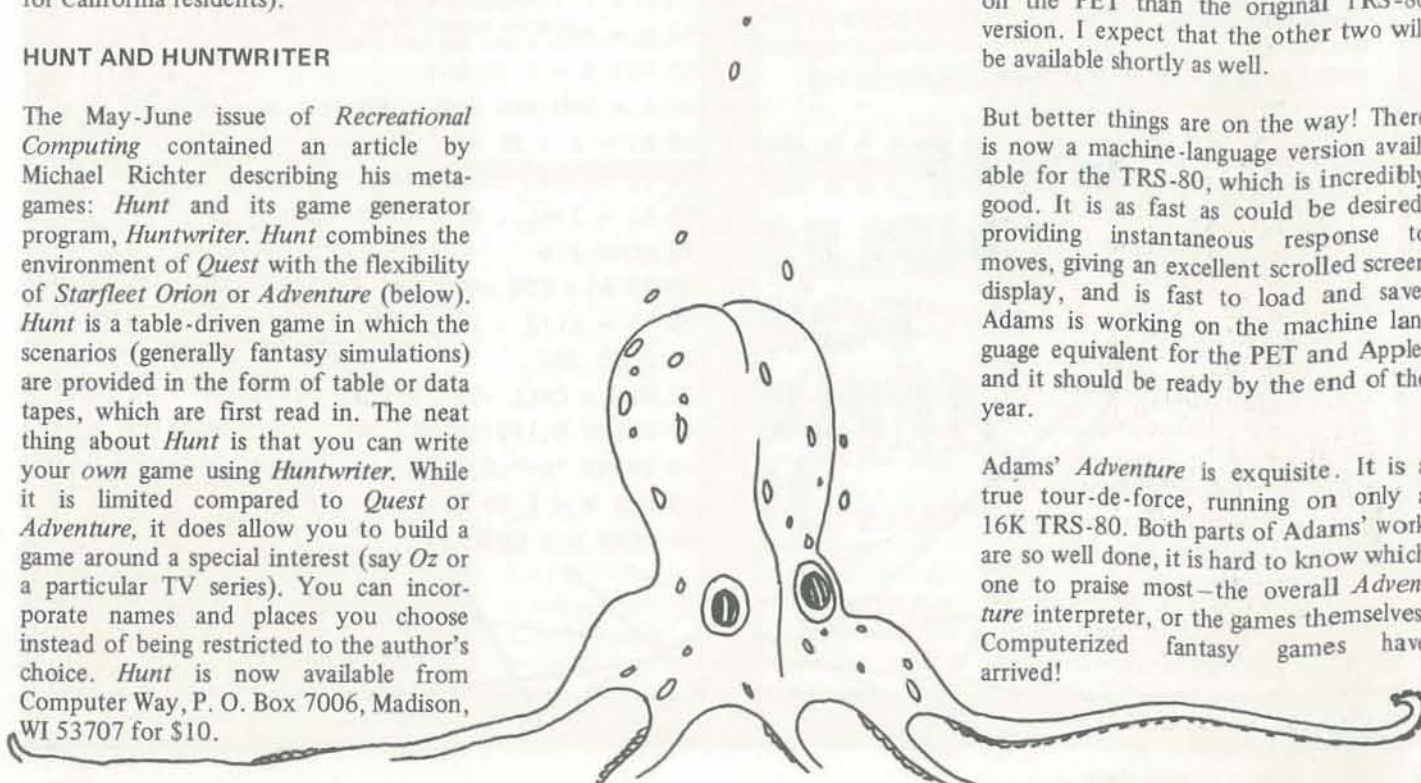 for California residents).
HUNT AND HUNTWRITER
The May-June issue of Recreational
Computing contained an article by
Michael Richter describing his meta-
games: Hunt and its game generator
program, Huntwriter. Hunt combines the
environment of Quest with the flexibility
of Starfleet Orion or Adventure (below).
Hunt is a table-driven game in which the
scenarios (generally fantasy simulations)
are provided in the form of table or data
tapes, which are first read in. The neat
thing about Hunt is that you can write
your own game using Huntwriter. While
it is limited compared to Quest or
Adventure, it does allow you to build a
game around a special interest (say Oz or
a particular TV series). You can incor-
porate names and places you choose
instead of being restricted to the author's
choice. Hunt is now available from
Computer Way, P. O. Box 7006, Madison,
WI 53707 for $10.
on the PET than the original TRS-80
version. I expect that the other two wil
be available shortly as well.
But better things are on the way! There
is now a machine-language version avail
able for the TRS-80, which is incredibly
good. It is as fast as could be desired
providing instantaneous response to
moves, giving an excellent scrolled screen
display, and is fast to load and save
Adams is working on the machine lan
guage equivalent for the PET and Apple
and it should be ready by the end of the
year.
Adams' Adventure is exquisite. It is a
true tour-de-force, running on only a
16K TRS-80. Both parts of Adams' work
are so well done, it is hard to know which
one to praise most—the overall Adven
ture interpreter, or the games themselves
Computerized fantasy games have
arrived!